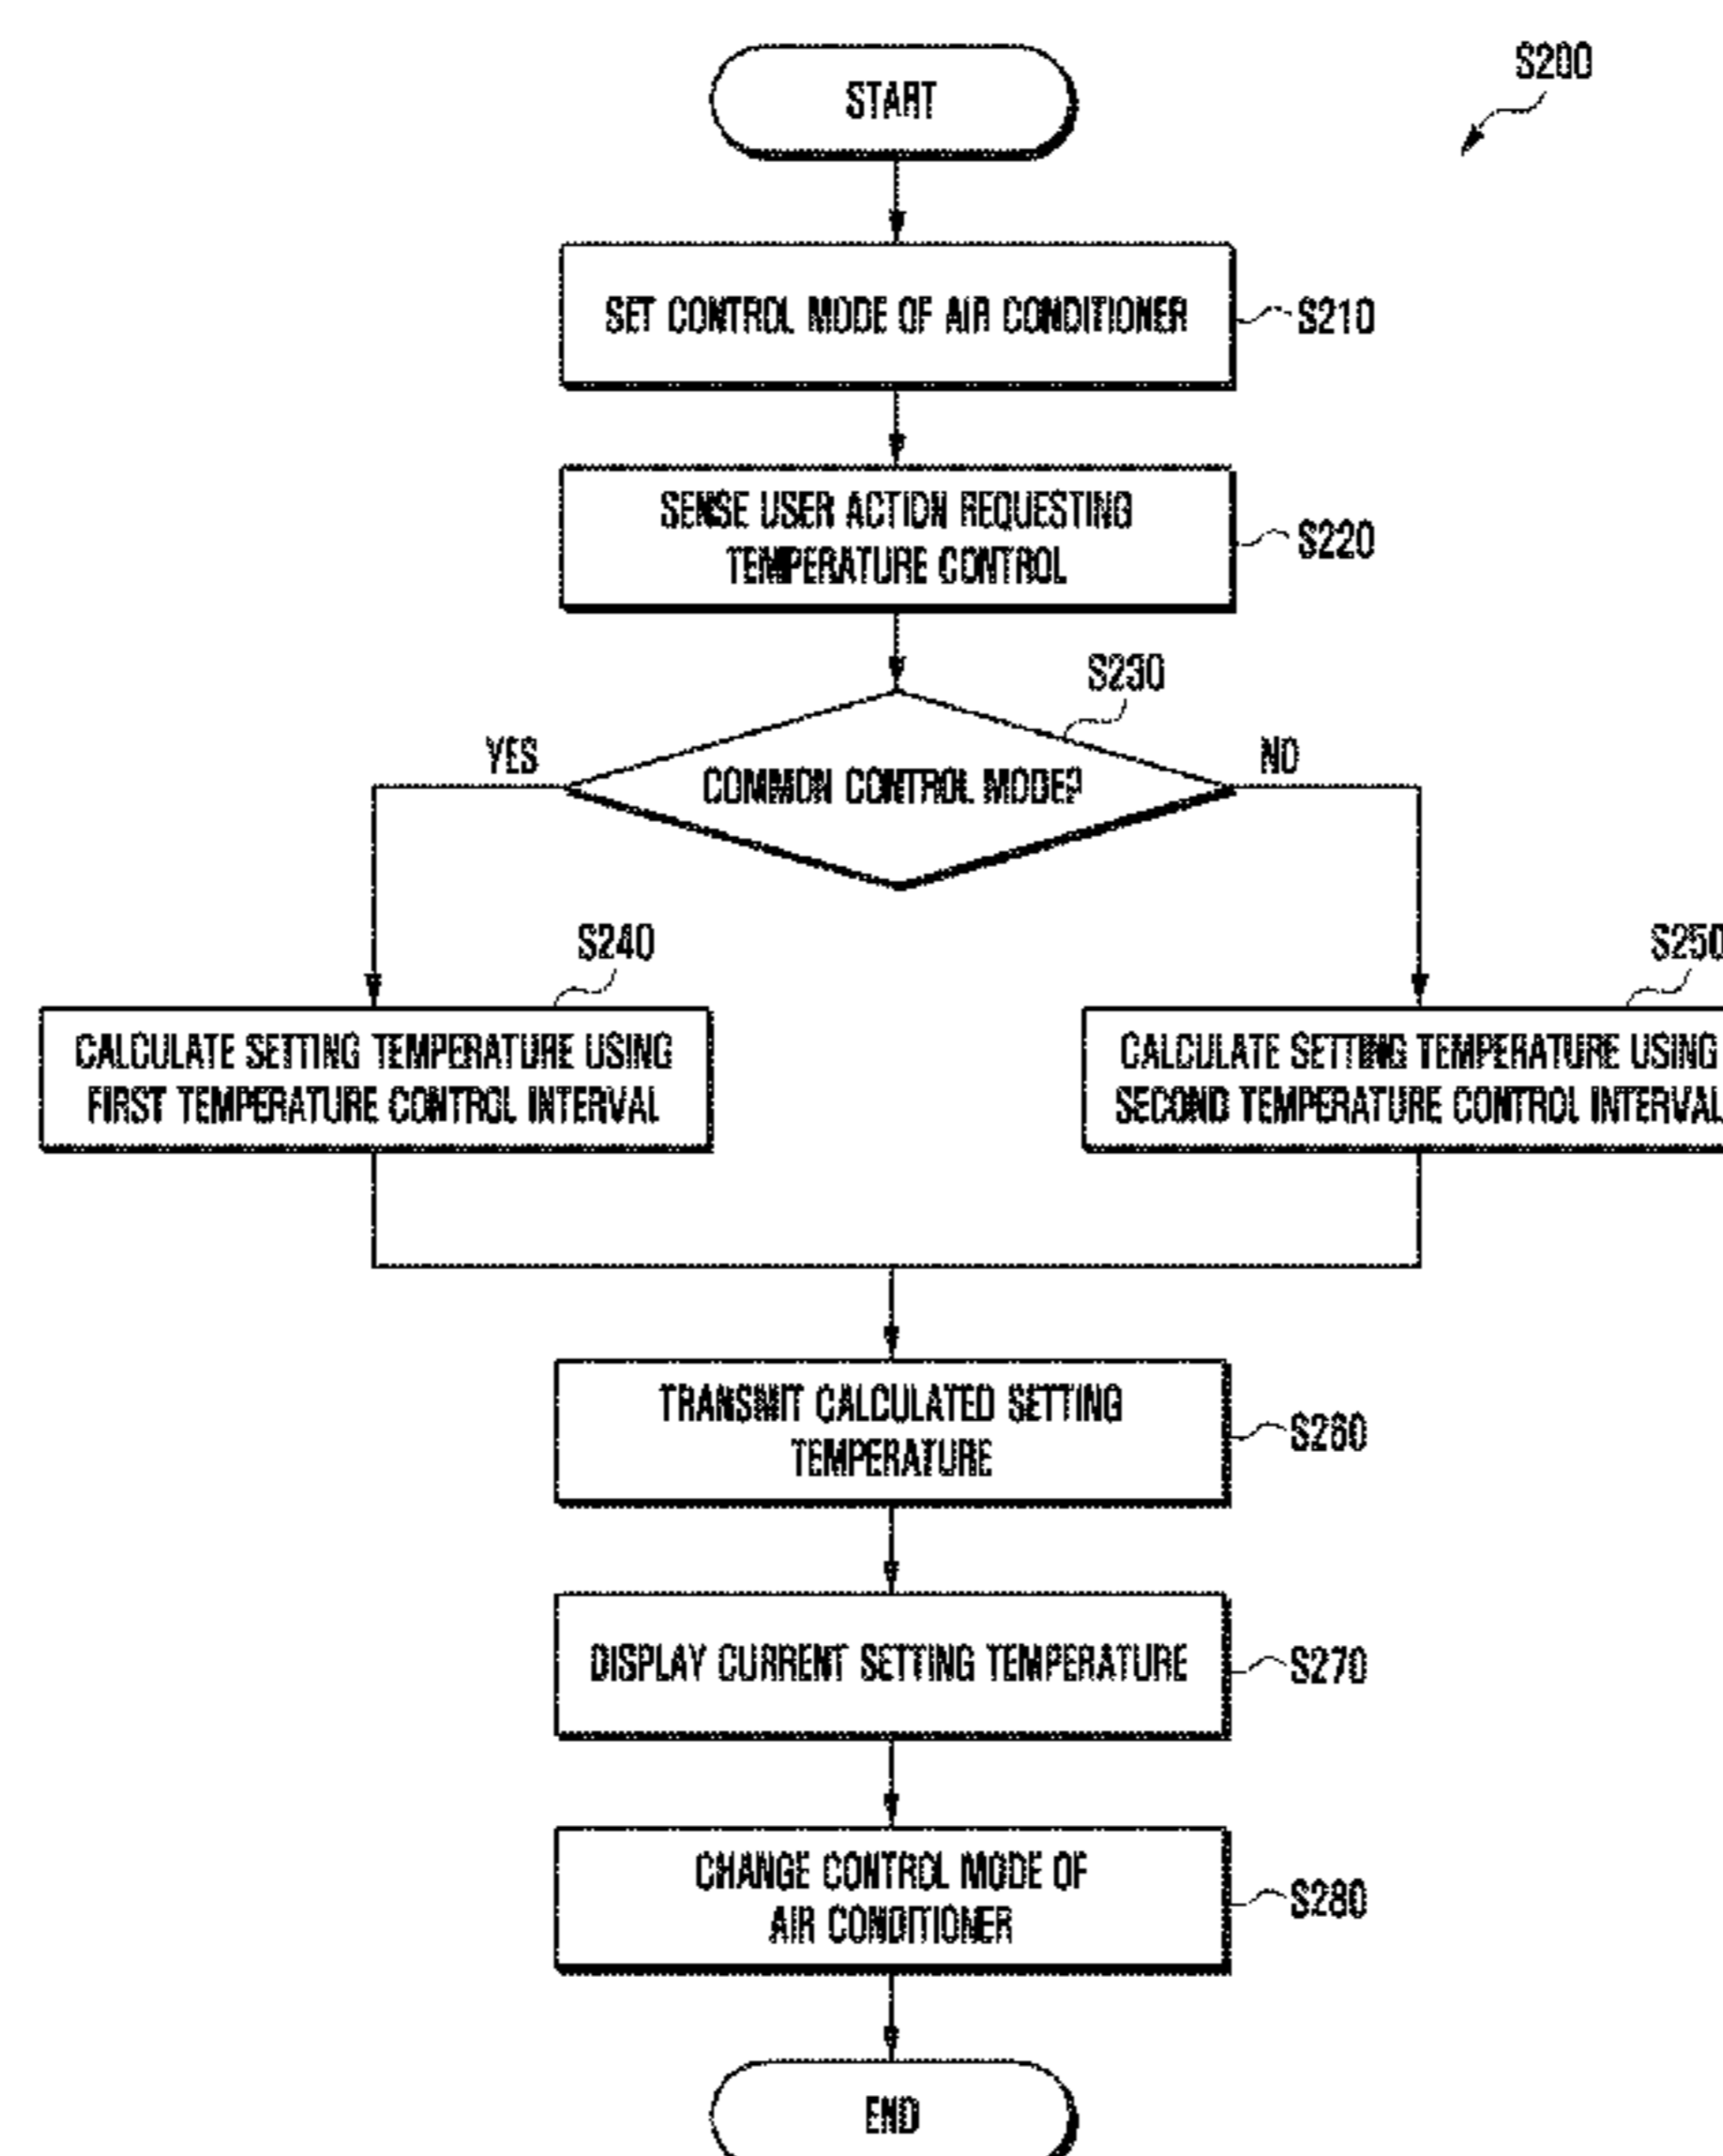 START
S200
SET CONTROL MODE OF AIR CONDITIONER
S210
SENSE USER ACTION REQUESTING
TEMPERATURE CONTROL
S220
S230
YES
COMMON CONTROL MODE?
NO
S240
S250
CALCULATE SETTING TEMPERATURE USING
FIRST TEMPERATURE CONTROL INTERVAL
CALCULATE SETTING TEMPERATURE USING
SECOND TEMPERATURE CONTROL INTERVAL
TRANSMIT CALCULATED SETTING
TEMPERATURE
S260
DISPLAY CURRENT SETTING TEMPERATURE
S270
CHANGE CONTROL MODE OF
AIR CONDITIONER
S280
END